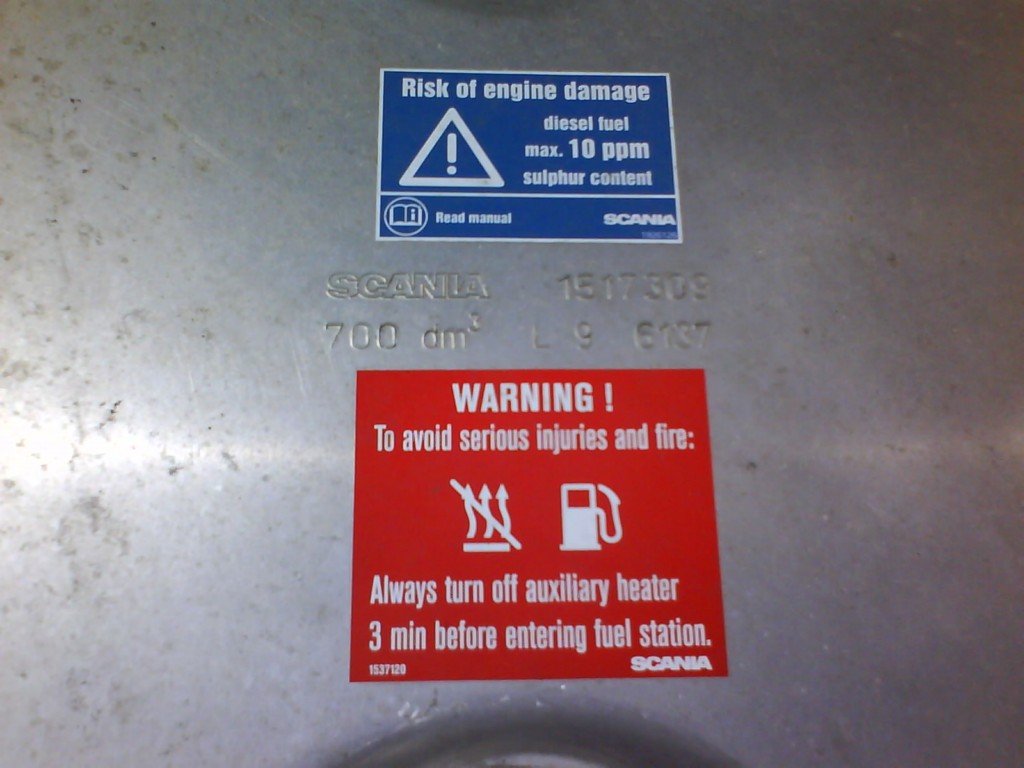 Risk of engine damage
diesel fuel
max. 10 ppm
sulphur content
Read manual SCANIA
SCANIA 1517309
700 dm³ L 9 6137
WARNING !
To avoid serious injuries and fire:
Always turn off auxiliary heater
3 min before entering fuel station.
1537120 SCANIA